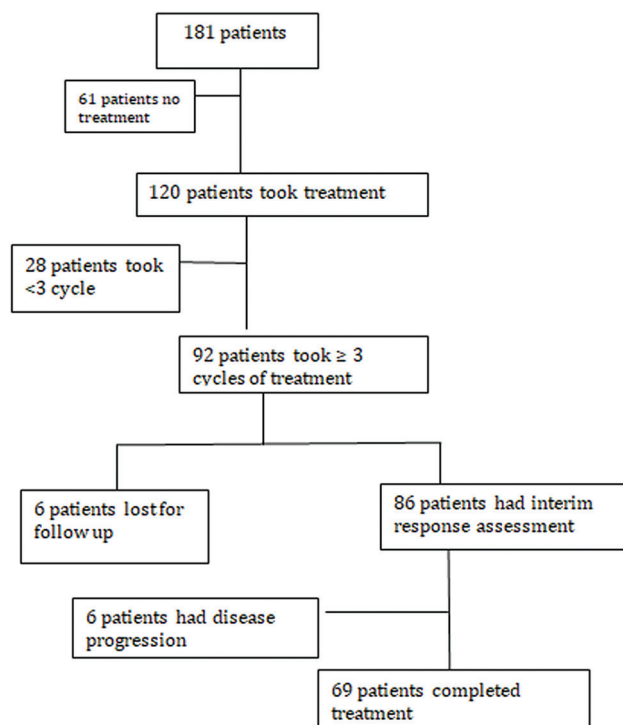 181 patients
61 patients no
treatment
120 patients took treatment
28 patients took
<3 cycle
92 patients took ≥ 3
cycles of treatment
6 patients lost for
follow up
86 patients had interim
response assessment
6 patients had disease
progression
69 patients completed
treatment